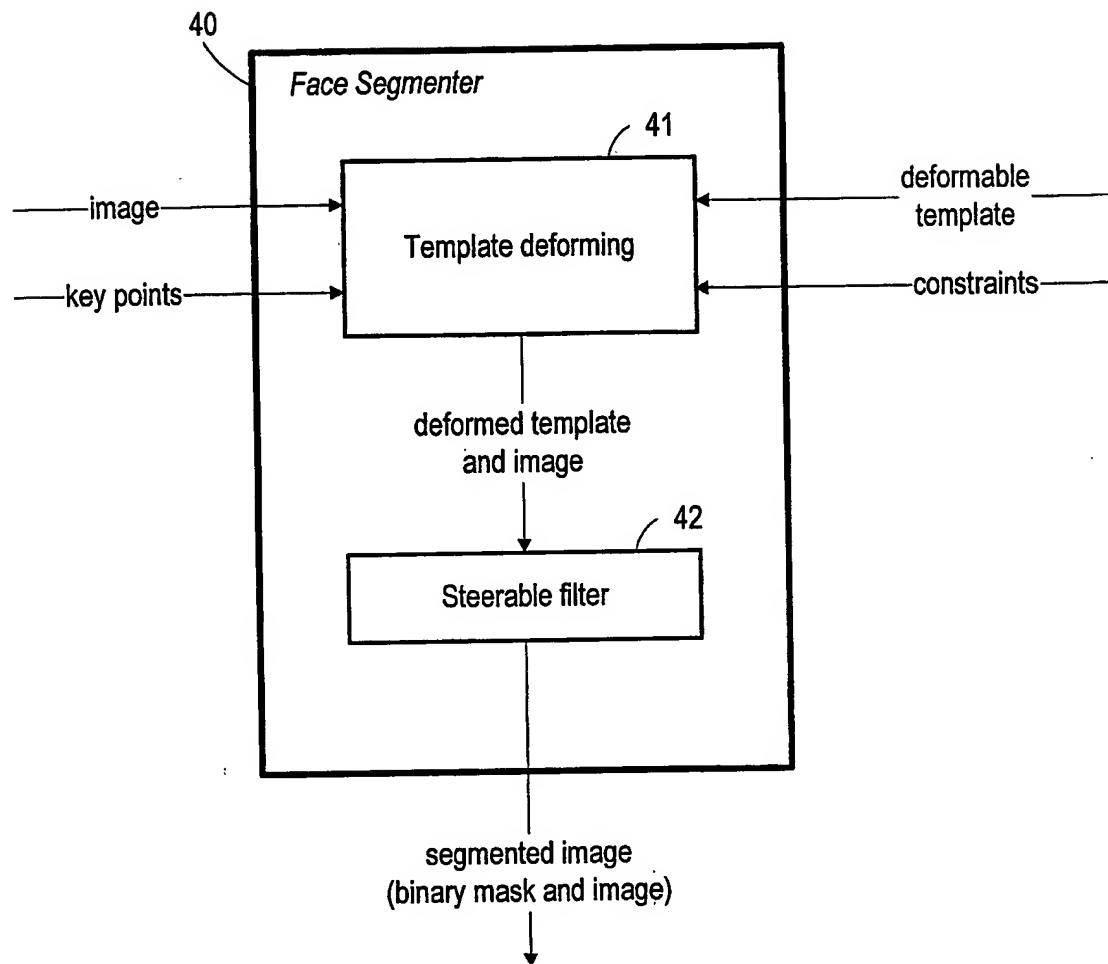 40
Face Segmenter
41
image
deformable
template
Template deforming
key points
constraints
deformed template
and image
42
Steerable filter
segmented image
(binary mask and image)